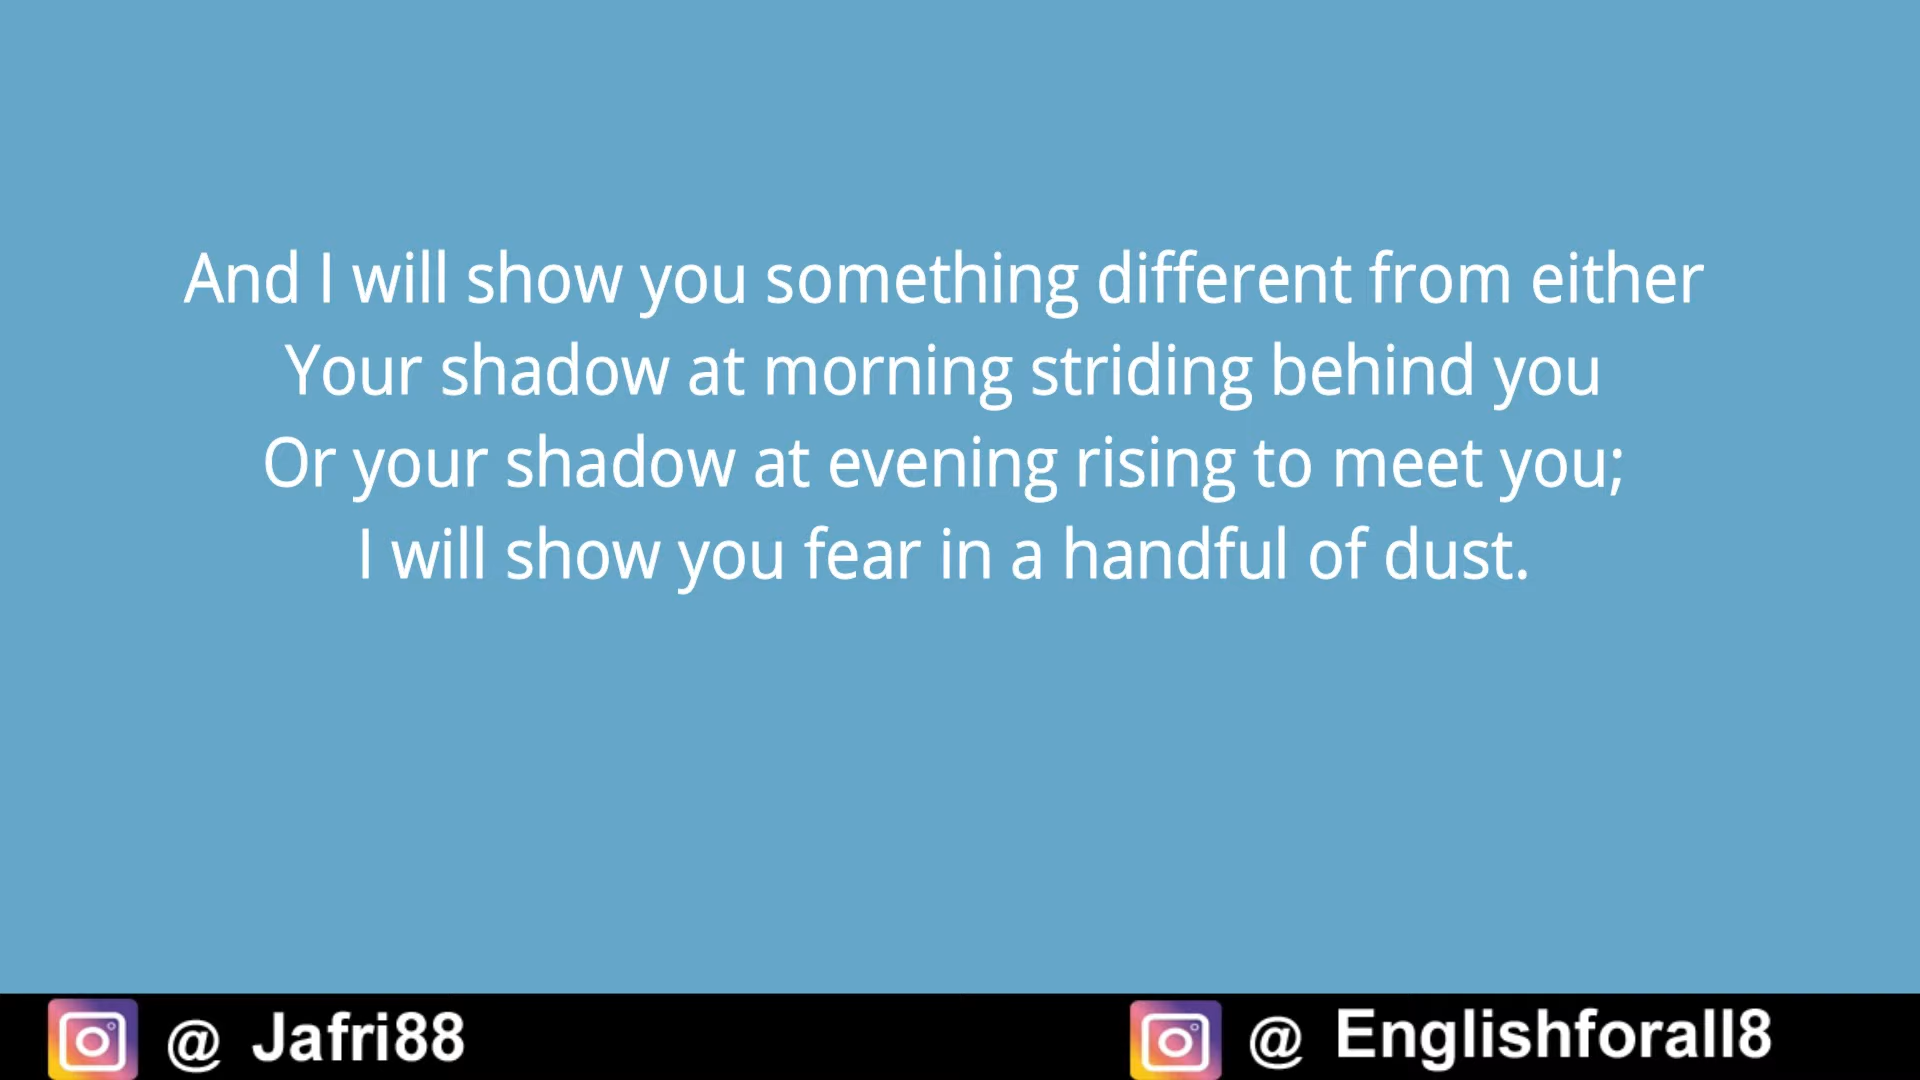 And I will show you something different from either
Your shadow at morning striding behind you
Or your shadow at evening rising to meet you;
I will show you fear in a handful of dust.
@ Jafri88
@ Englishforall8